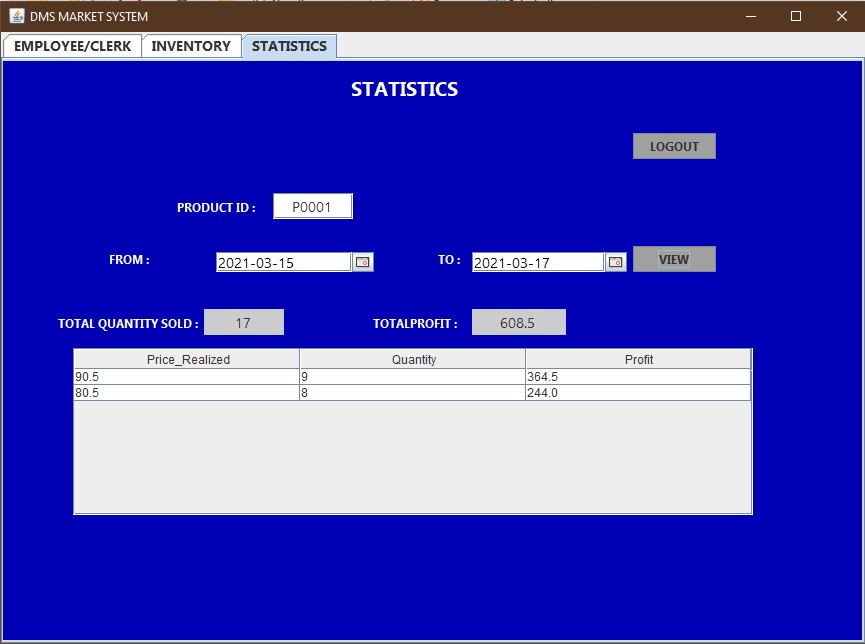 DMS MARKET SYSTEM
EMPLOYEE/CLERK INVENTORY STATISTICS
STATISTICS
LOGOUT
PRODUCT ID : P0001
FROM : 2021-03-15 TO : 2021-03-17 VIEW
TOTAL QUANTITY SOLD : 17 TOTALPROFIT : 608.5
Price_Realized Quantity Profit
90.5 9 364.5
80.5 8 244.0